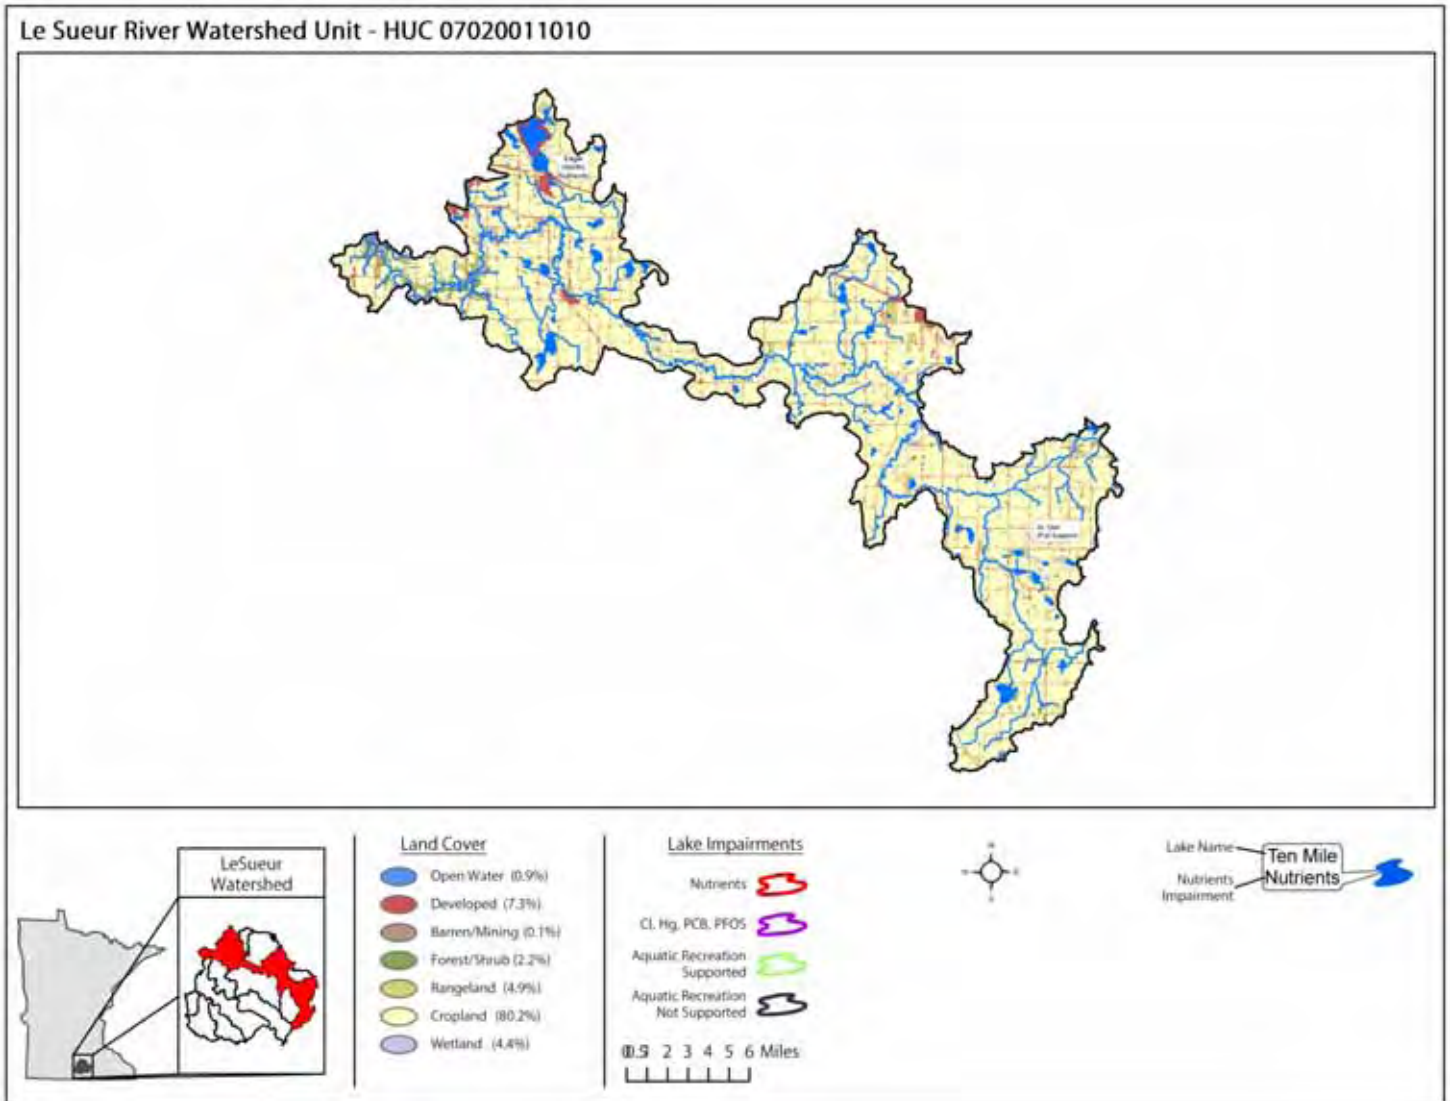 Le Sueur River Watershed Unit - HUC 07020011010
Eagle
Nutrients
LeSueur
Watershed
Land Cover
Open Water (0.9%)
Developed (7.3%)
Barren/Mining (0.1%)
Forest/Shrub (2.2%)
Rangeland (4.9%)
Cropland (80.2%)
Wetland (4.4%)
Lake Impairments
Nutrients
Cl, Hg, PCB, PFOS
Aquatic Recreation
Supported
Aquatic Recreation
Not Supported
2 3 4 5 6 Miles
Lake Name
Nutrients
Impairment
Ten Mile
Nutrients